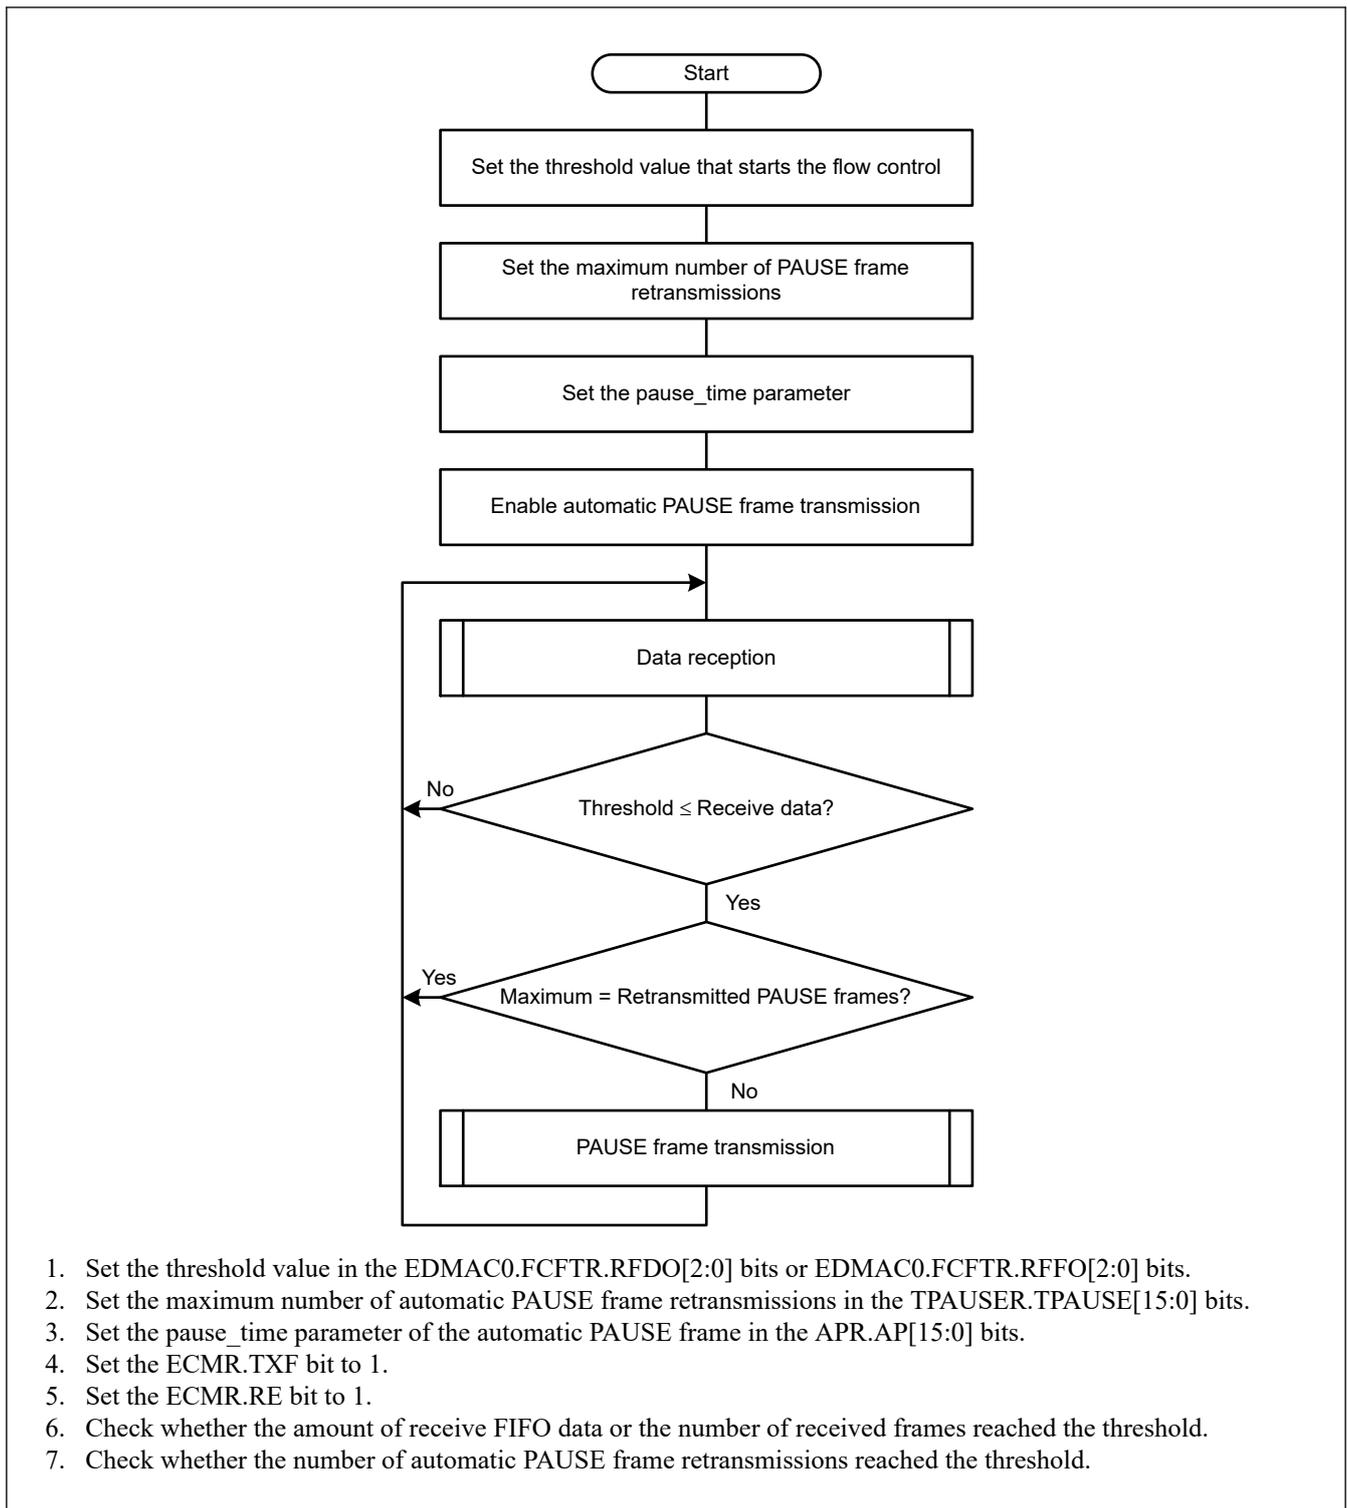 Start
Set the threshold value that starts the flow control
Set the maximum number of PAUSE frame
retransmissions
Set the pause_time parameter
Enable automatic PAUSE frame transmission
Data reception
No
Threshold ≤ Receive data?
Yes
Yes
Maximum = Retransmitted PAUSE frames?
No
PAUSE frame transmission
1. Set the threshold value in the EDMAC0.FCFTR.RFDO[2:0] bits or EDMAC0.FCFTR.RFFO[2:0] bits.
2. Set the maximum number of automatic PAUSE frame retransmissions in the TPAUSER.TPAUSE[15:0] bits.
3. Set the pause_time parameter of the automatic PAUSE frame in the APR.AP[15:0] bits.
4. Set the ECMR.TXF bit to 1.
5. Set the ECMR.RE bit to 1.
6. Check whether the amount of receive FIFO data or the number of received frames reached the threshold.
7. Check whether the number of automatic PAUSE frame retransmissions reached the threshold.